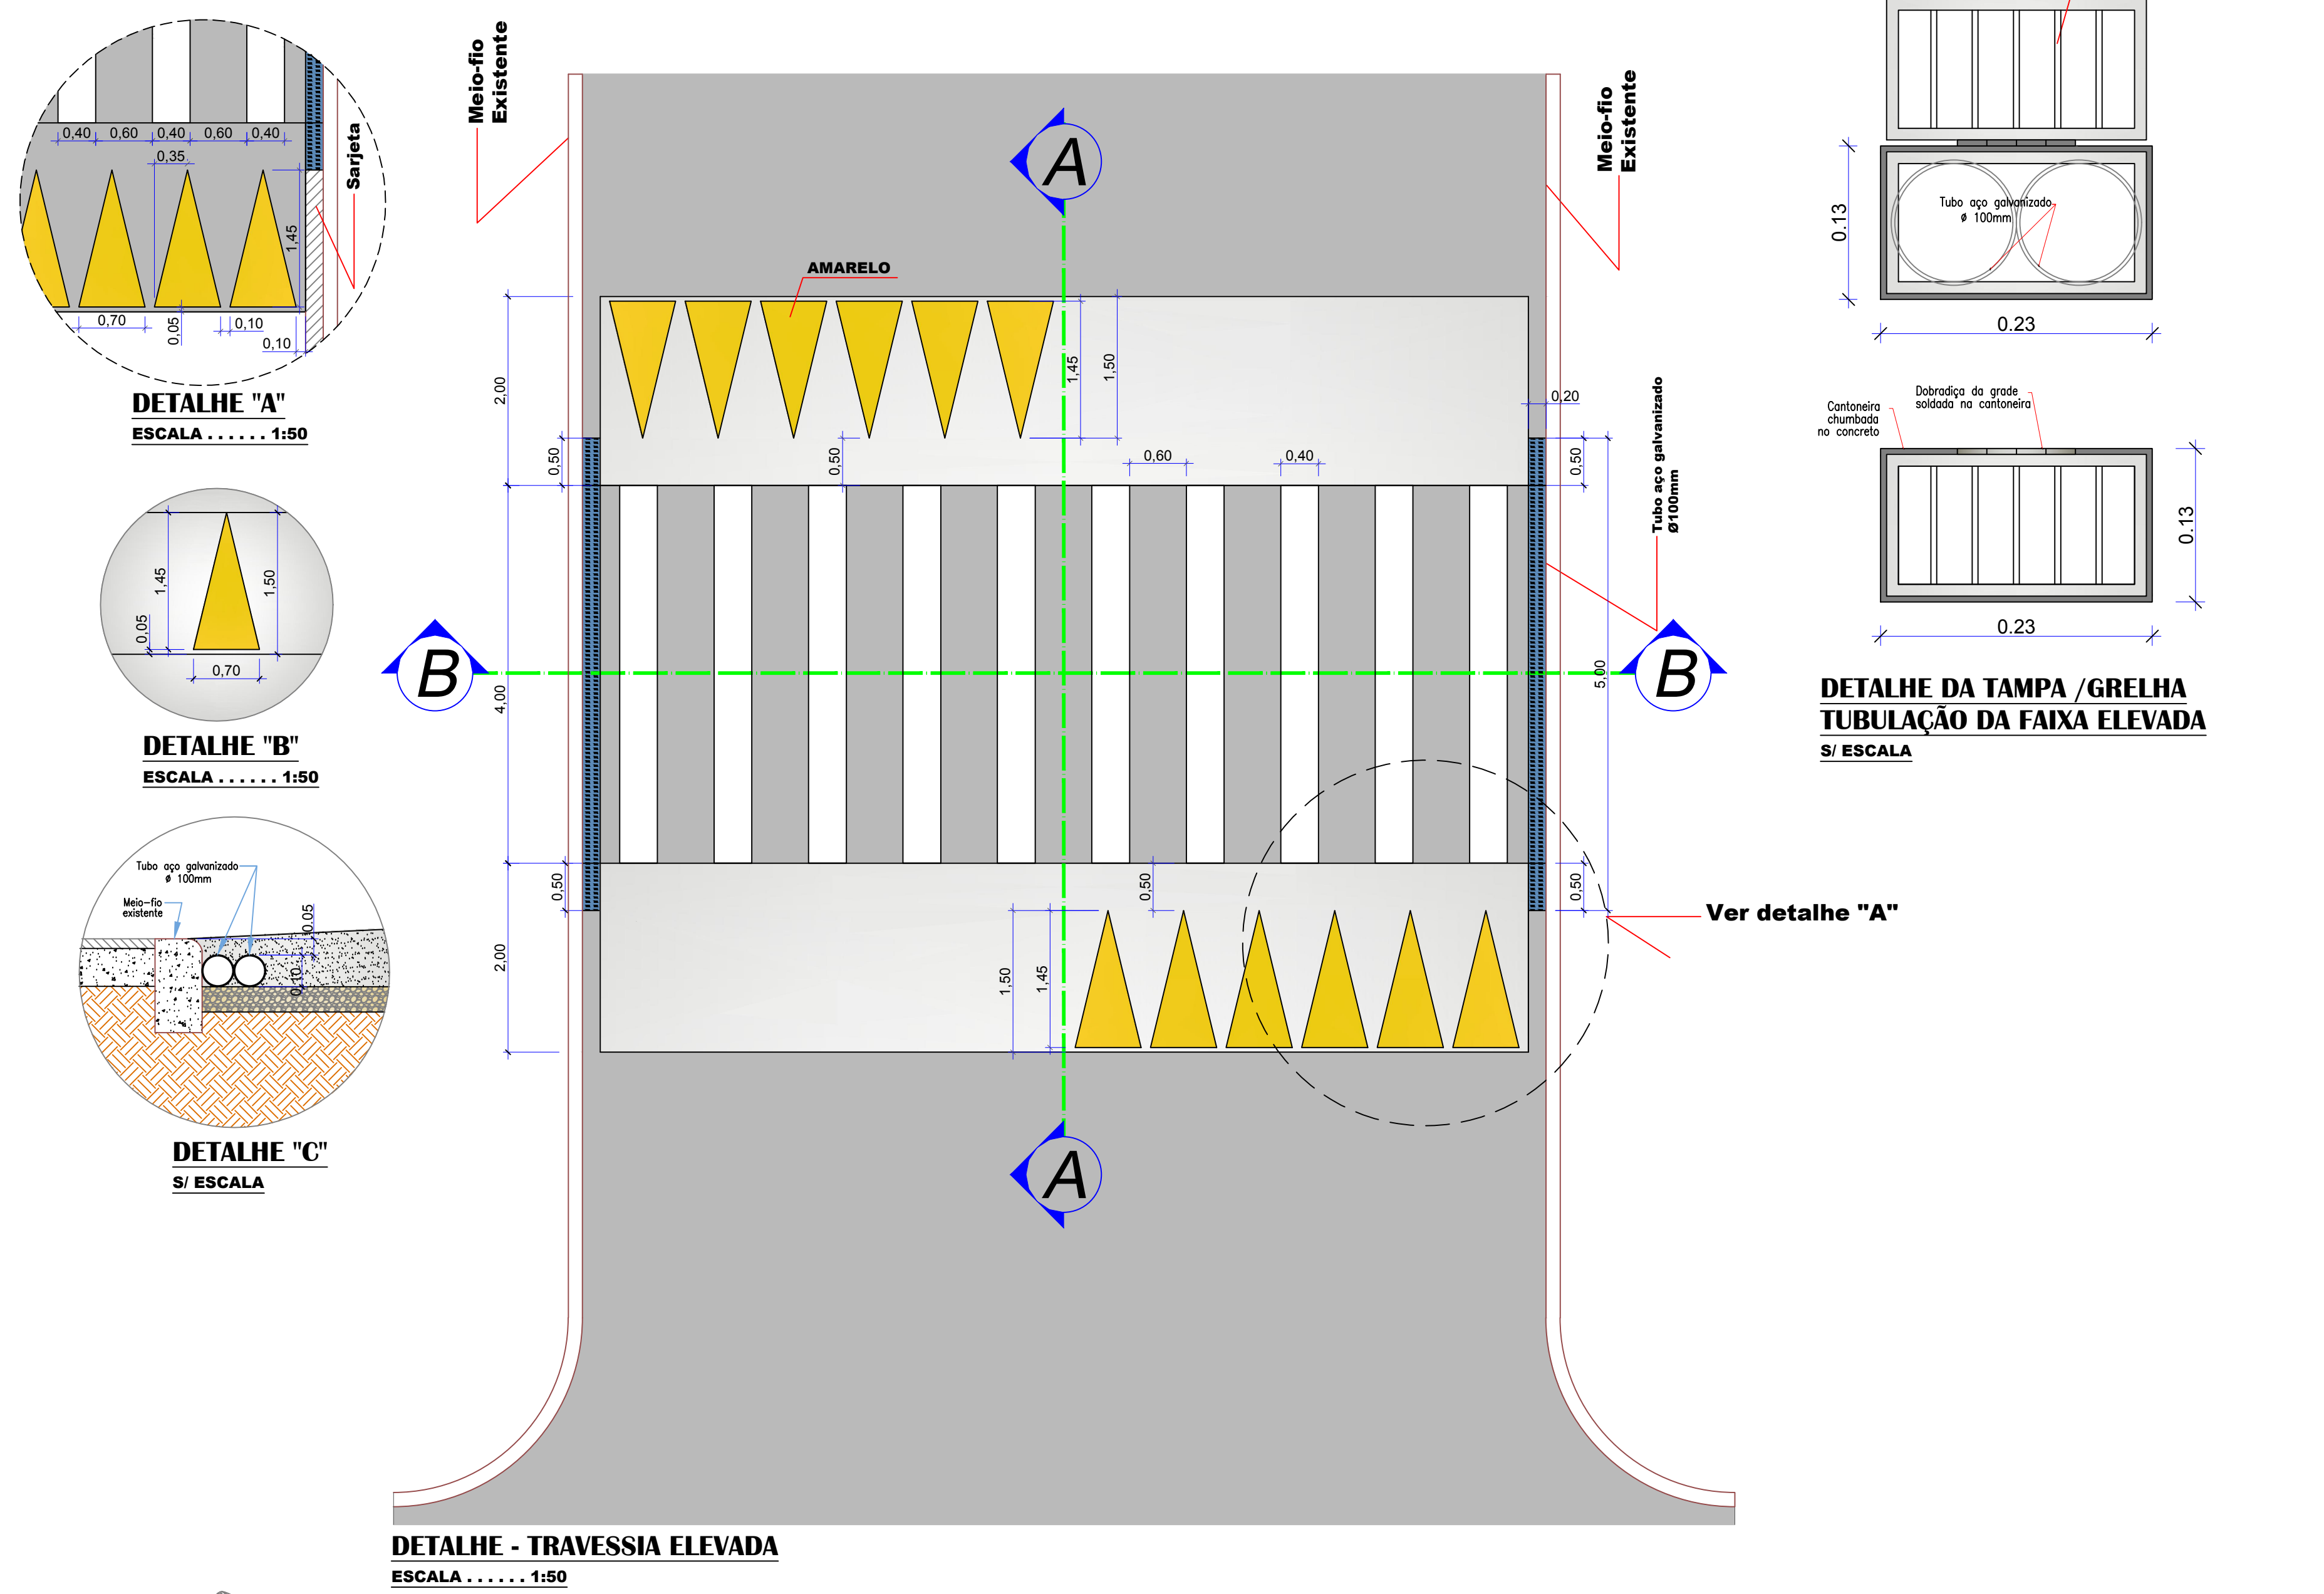 0,40
0,60
0,40
0,60
0,40
0,35
1,45
Sarjeta
0,70
0,05
0,10
0,10
DETALHE "A"
ESCALA . . . . . . 1:50
1,45
1,50
0,05
0,70
DETALHE "B"
ESCALA . . . . . . 1:50
Tubo aço galvanizado
ø 100mm
Meio-fio
existente
0.05
0,10
DETALHE "C"
S/ ESCALA
Meio-fio
Existente
Meio-fio
Existente
A
AMARELO
2,00
1,45
1,50
0,20
0,50
0,50
0,60
0,40
0,50
Tubo aço galvanizado
Ø100mm
B
4,00
5,00
B
0,50
0,50
0,50
2,00
1,50
1,45
Ver detalhe "A"
A
DETALHE - TRAVESSIA ELEVADA
ESCALA . . . . . . 1:50
Tubo aço galvanizado
ø 100mm
0.13
0.23
Cantoneira
chumbada
no concreto
Dobradiça da grade
soldada na cantoneira
0.13
0.23
DETALHE DA TAMPA /GRELHA
TUBULAÇÃO DA FAIXA ELEVADA
S/ ESCALA